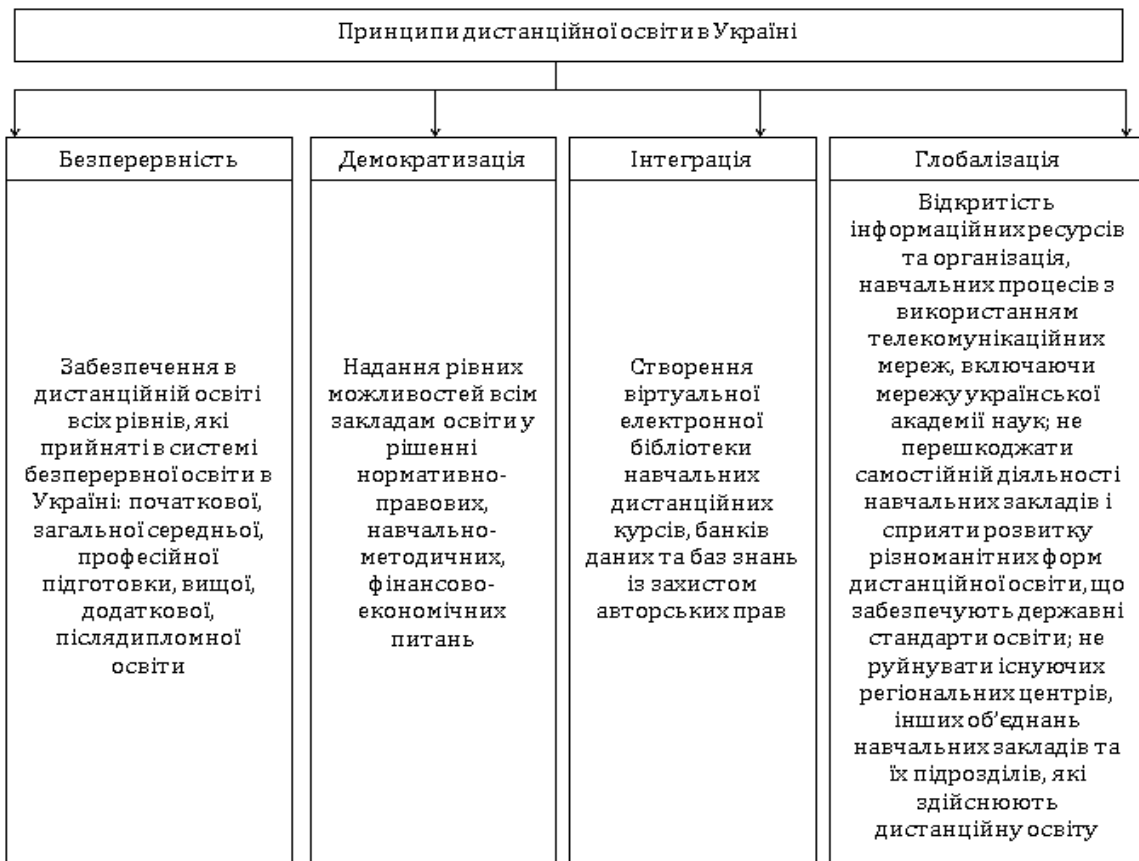 Принципи дистанційної освіти в Україні
Безперервність
Забезпечення в
дистанційній освіті
всіх рівнів, які
прийняті в системі
безперервної освіти в
Україні: початкової,
загальної середньої,
професійної
підготовки, вищої,
додаткової,
післядипломної
освіти
Демократизація
Надання рівних
можливостей всім
закладам освіти у
рішенні
нормативно-
правових,
навчально-
методичних,
фінансово-
економічних
питань
Інтеграція
Створення
віртуальної
електронної
бібліотеки
навчальних
дистанційних
курсів, банків
даних та баз знань
із захистом
авторських прав
Глобалізація
Відкритість
інформаційних ресурсів
та організація,
навчальних процесів з
використанням
телекомунікаційних
мереж, включаючи
мережу української
академії наук; не
перешкоджати
самостійній діяльності
навчальних закладів і
сприяти розвитку
різноманітних форм
дистанційної освіти, що
забезпечують державні
стандарти освіти; не
руйнувати існуючих
регіональних центрів,
інших об’єднань
навчальних закладів та
їх підрозділів, які
здійснюють
дистанційну освіту